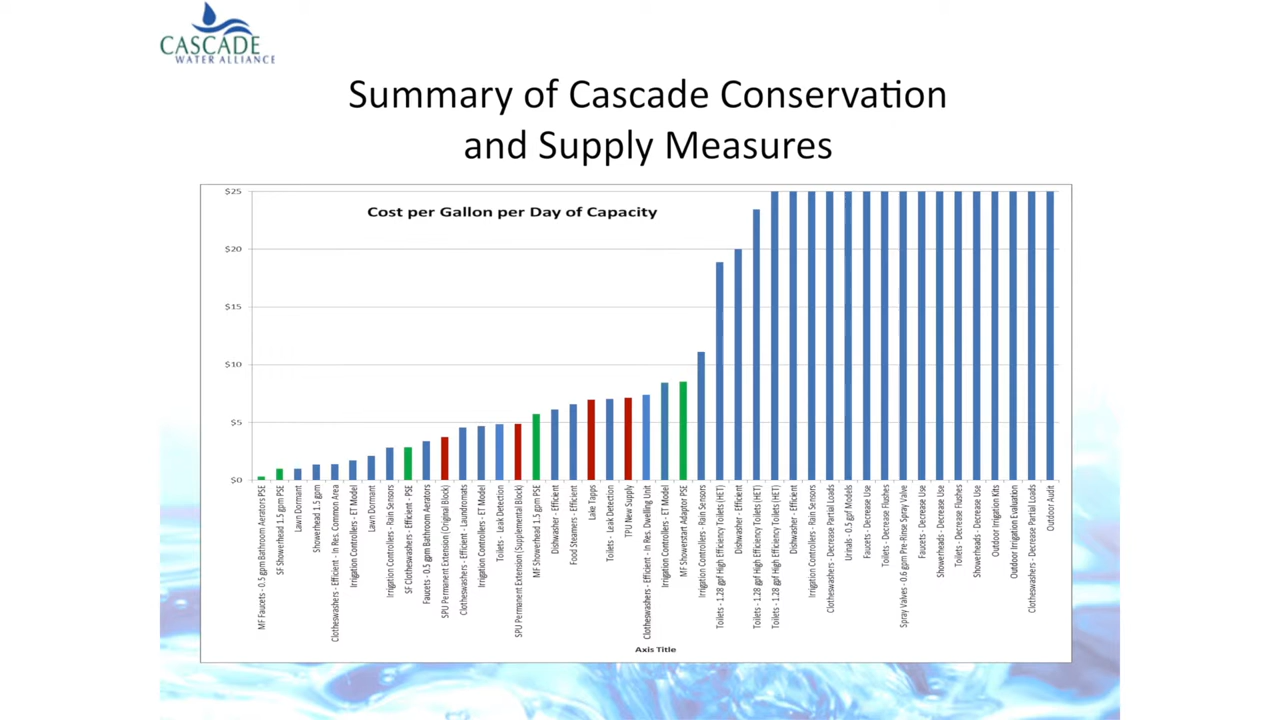 CASCADE
WATER ALLIANCE
Summary of Cascade Conservation
and Supply Measures
Cost per Gallon per Day of Capacity
$25
$20
$15
$10
$5
$0
MF Faucets - 0.5 gpm Bathroom Aerators PSE
SF Showerhead 1.5 gpm PSE
Lawn Dormant
Showerhead 1.5 gpm
Clotheswashers - Efficient - In Res. Common Area
Irrigation Controllers - ET Model
Lawn Dormant
Irrigation Controllers - Rain Sensors
SF Clotheswashers - Efficient - PSE
Faucets - 0.5 gpm Bathroom Aerators
SPU Permanent Extension (Original Block)
Clotheswashers - Efficient - Laundromats
Irrigation Controllers - ET Model
Toilets - Leak Detection
SPU Permanent Extension (Supplemental Block)
MF Showerhead 1.5 gpm PSE
Dishwasher - Efficient
Food Steamers - Efficient
Lake Tapps
Toilets - Leak Detection
TPU New Supply
Clotheswashers - Efficient - In Res. Dwelling Unit
Irrigation Controllers - ET Model
MF Showerstart Adaptor PSE
Irrigation Controllers - Rain Sensors
Toilets - 1.28 gpf High Efficiency Toilets (HET)
Dishwasher - Efficient
Toilets - 1.28 gpf High Efficiency Toilets (HET)
Toilets - 1.28 gpf High Efficiency Toilets (HET)
Dishwasher - Efficient
Irrigation Controllers - Rain Sensors
Clotheswashers - Decrease Partial Loads
Urinals - 0.5 gpf Models
Faucets - Decrease Use
Toilets - Decrease Flushes
Spray Valves - 0.6 gpm Pre-Rinse Spray Valve
Faucets - Decrease Use
Showerheads - Decrease Use
Toilets - Decrease Flushes
Showerheads - Decrease Use
Outdoor Irrigation Kits
Outdoor Irrigation Evaluation
Clotheswashers - Decrease Partial Loads
Outdoor Audit
Axis Title